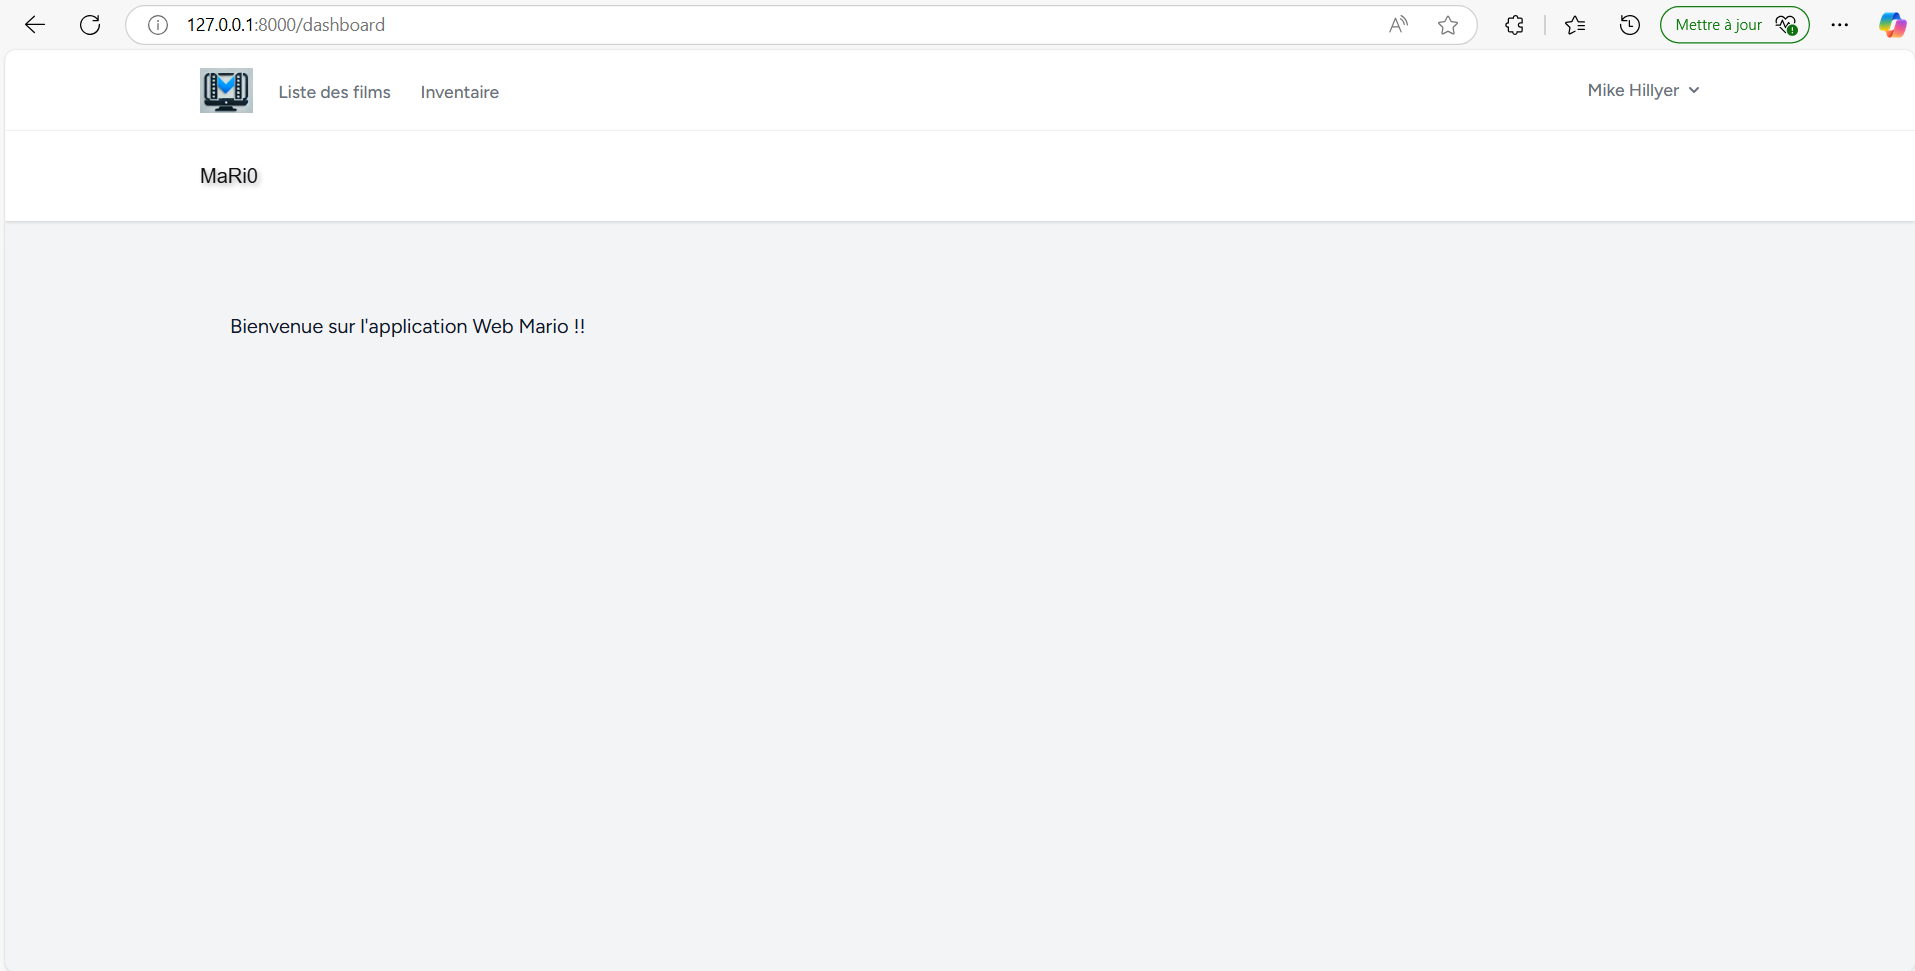 127.0.0.1:8000/dashboard
Mettre à jour
Liste des films
Inventaire
Mike Hillyer
MaRi0
Bienvenue sur l'application Web Mario !!